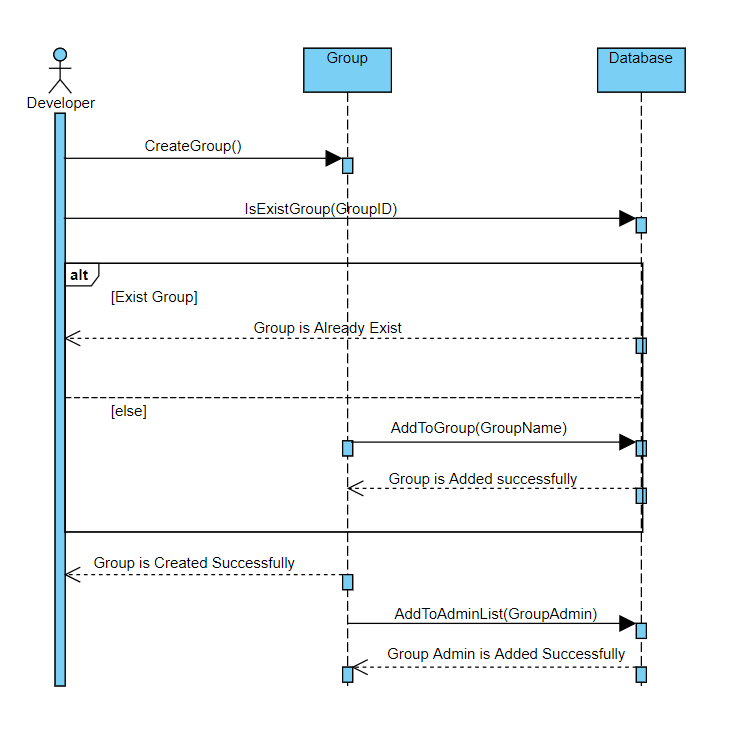 Group
Database
Developer
CreateGroup()
IsExistGroup(GroupID)
alt
[Exist Group]
Group is Already Exist
[else]
AddToGroup(GroupName)
Group is Added successfully
Group is Created Successfully
AddToAdminList(GroupAdmin)
Group Admin is Added Successfully